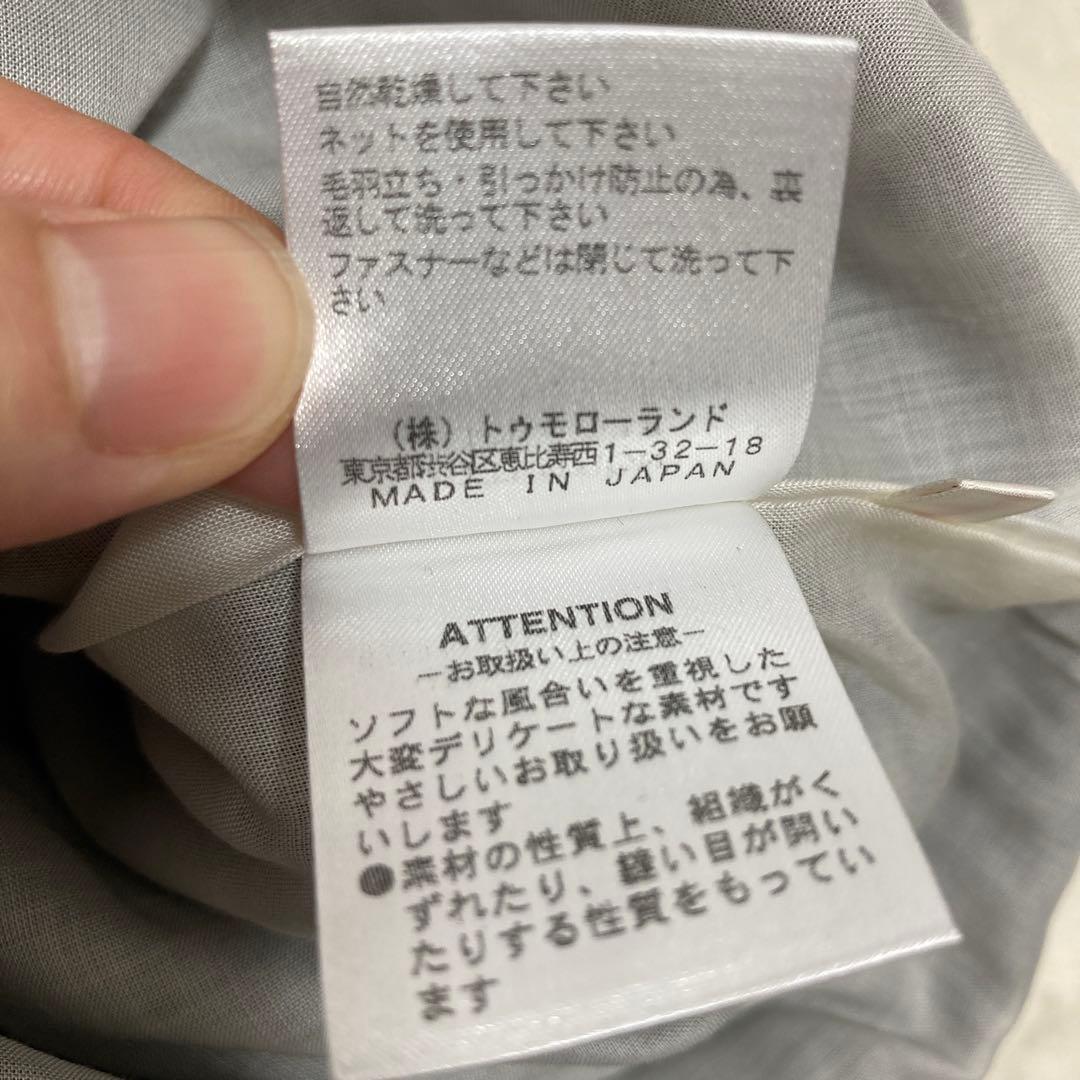 自然乾燥して下さい
ネットを使用して下さい
毛羽立ち・引っかけ防止の為、裏
返して洗って下さい
ファスナーなどは閉じて洗って下
さい
(株) トゥモローランド
東京都渋谷区恵比寿西1-32-18
MADE IN JAPAN
ATTENTION
—お取扱い上の注意—
ソフトな風合いを重視した
大変デリケートな素材です
やさしいお取り扱いをお願
いします
●素材の性質上、組織がく
ずれたり、縫い目が開い
たりする性質をもってい
ます